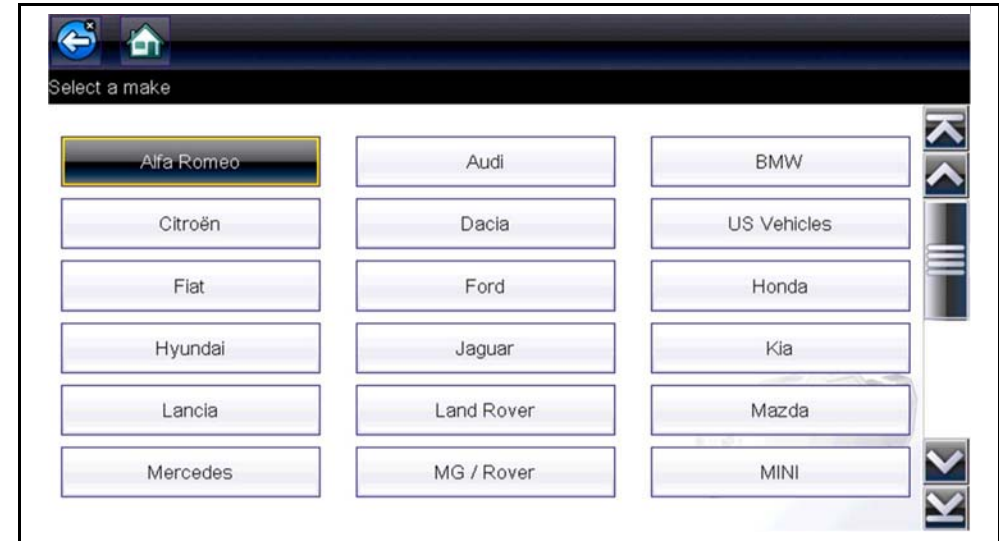 Select a make
Alfa Romeo Audi BMW
Citroën Dacia US Vehicles
Fiat Ford Honda
Hyundai Jaguar Kia
Lancia Land Rover Mazda
Mercedes MG / Rover MINI